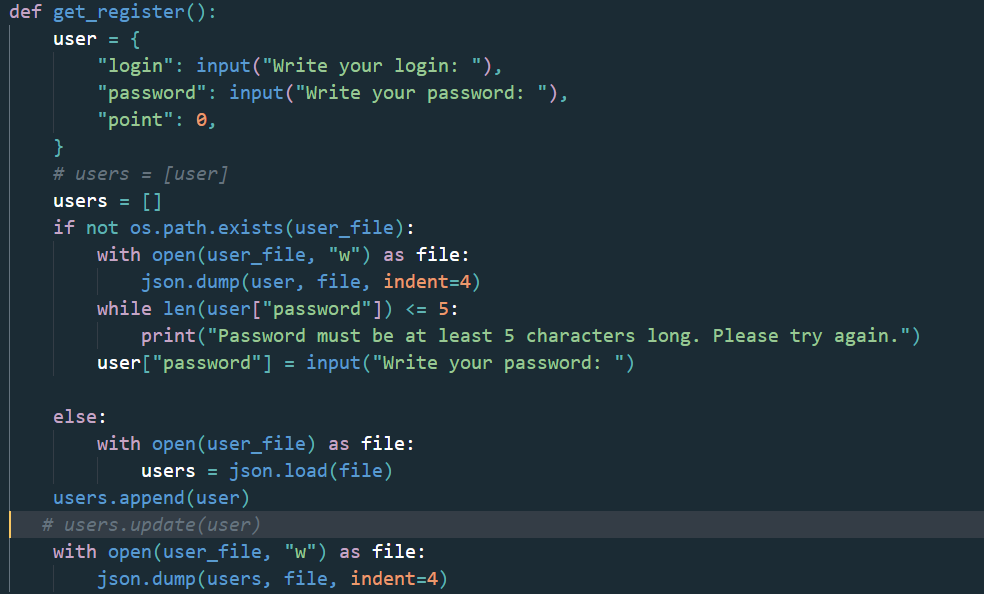 def get_register():
    user = {
        "login": input("Write your login: "),
        "password": input("Write your password: "),
        "point": 0,
    }
    # users = [user]
    users = []
    if not os.path.exists(user_file):
        with open(user_file, "w") as file:
            json.dump(user, file, indent=4)
        while len(user["password"]) <= 5:
            print("Password must be at least 5 characters long. Please try again.")
        user["password"] = input("Write your password: ")

    else:
        with open(user_file) as file:
            users = json.load(file)
    users.append(user)
   # users.update(user)
    with open(user_file, "w") as file:
        json.dump(users, file, indent=4)